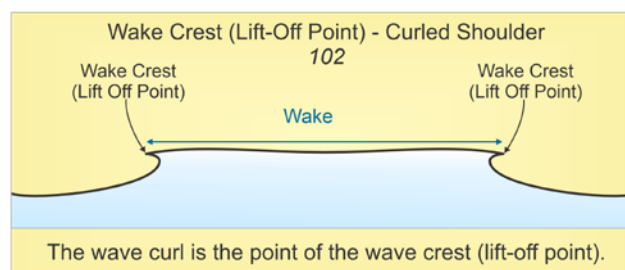 Wake Crest (Lift-Off Point) - Curled Shoulder
102
Wake Crest
(Lift Off Point)
Wake Crest
(Lift Off Point)
Wake
The wave curl is the point of the wave crest (lift-off point).